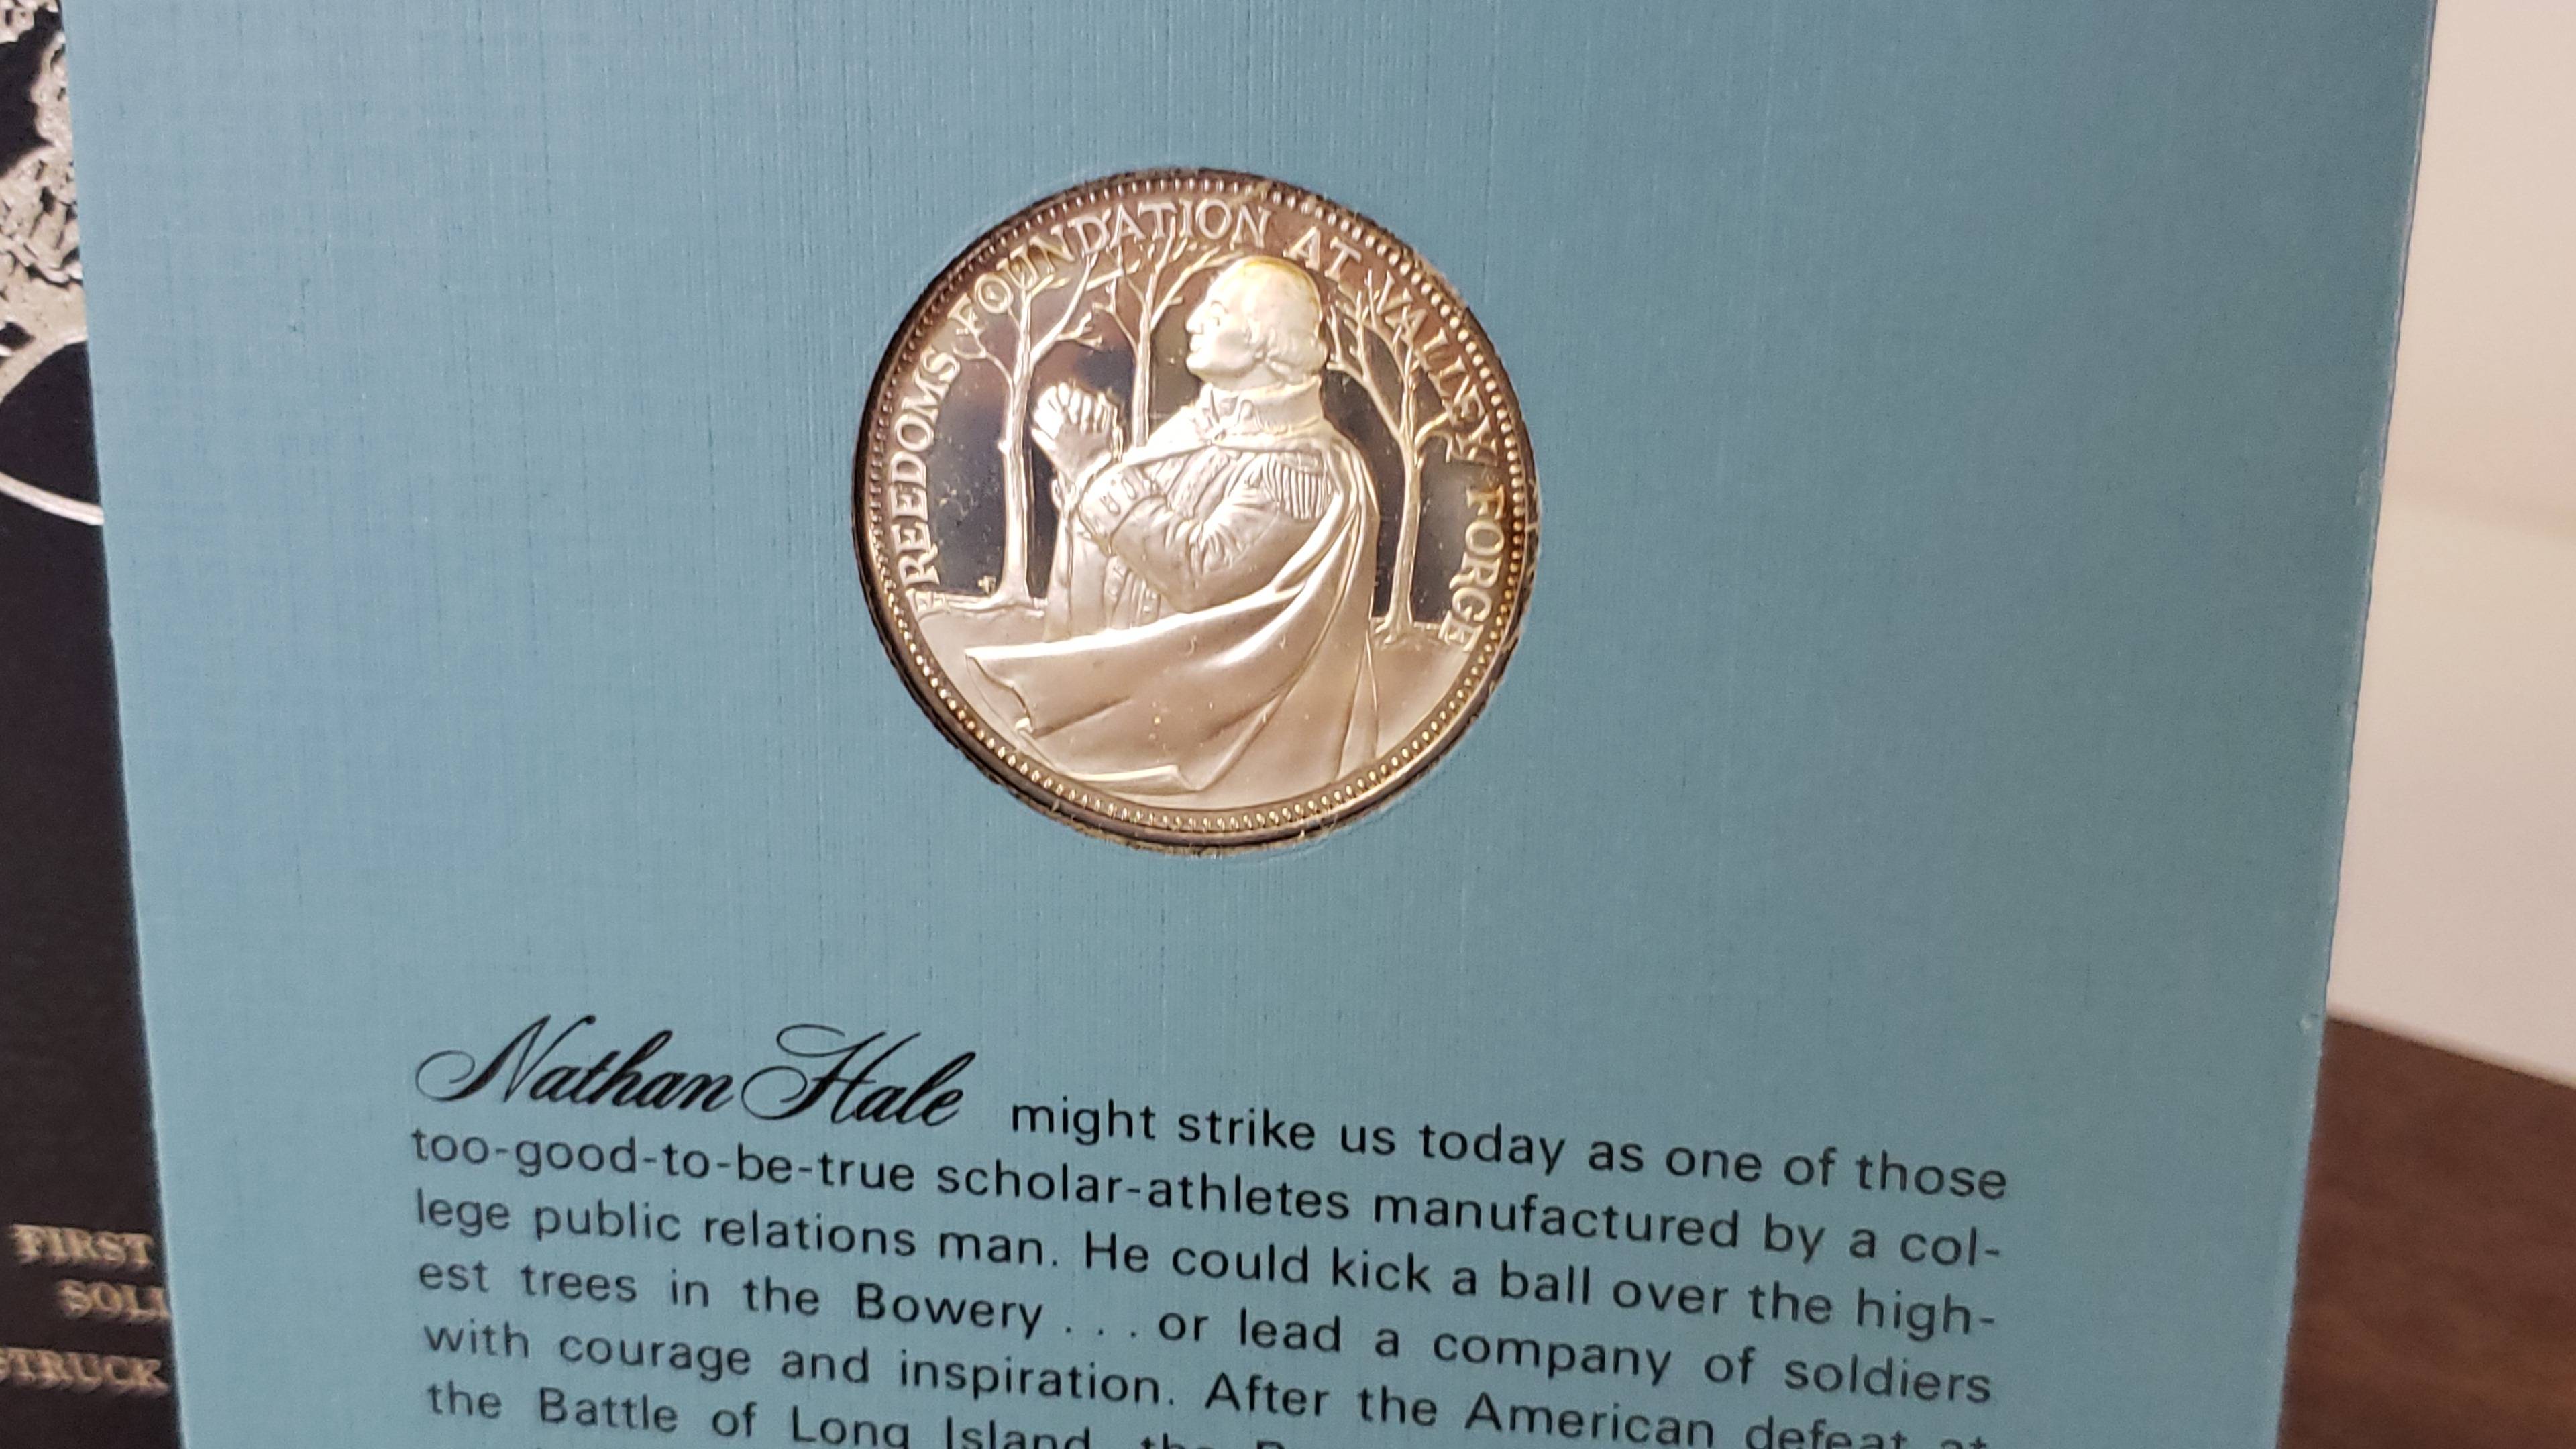 FREEDOMS FOUNDATION AT VALLEY FORGE
Nathan Hale might strike us today as one of those
too-good-to-be-true scholar-athletes manufactured by a col-
lege public relations man. He could kick a ball over the high-
est trees in the Bowery . . . or lead a company of soldiers
with courage and inspiration. After the American defeat at
the Battle of Long Island, the
FIRST
STRUCK